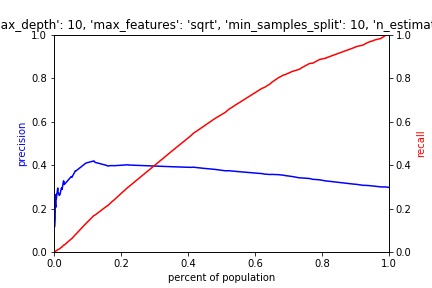 ax_depth': 10, 'max_features': 'sqrt', 'min_samples_split': 10, 'n_estimat
1.0 1.0
0.8 0.8
0.6 0.6
precision recall
0.4 0.4
0.2 0.2
0.0 0.0
0.0 0.2 0.4 0.6 0.8 1.0
percent of population